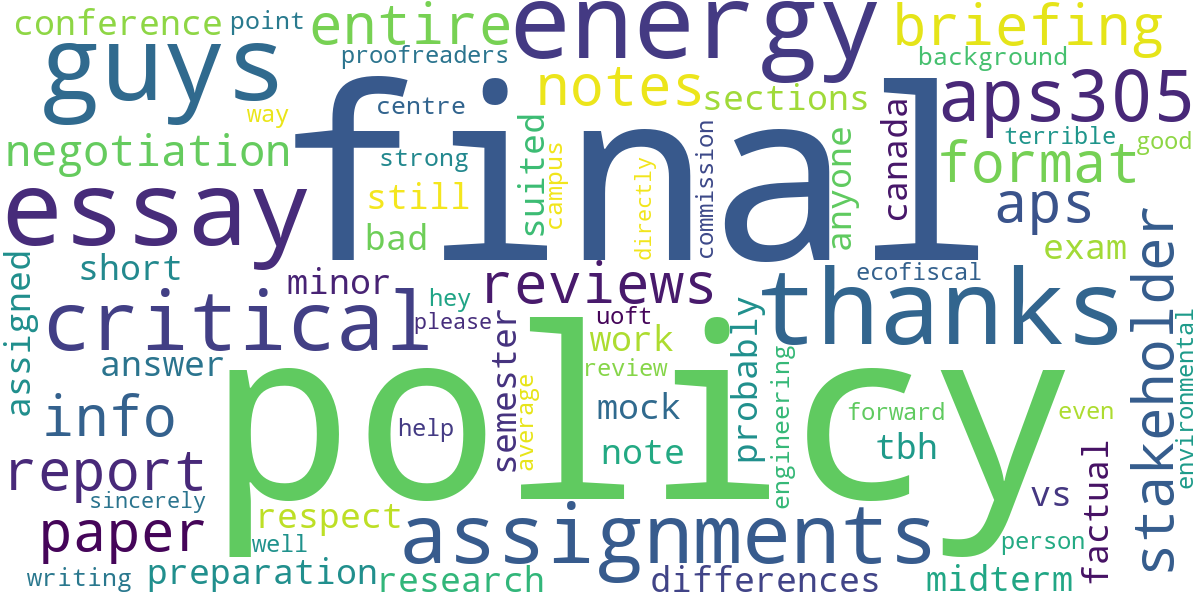 conference
point
entire
energy
briefing
guys
proofreaders
background
notes
sections
aps305
way
centre
final
negotiation
strong
suited
campus
directly
commission
anyone
canada
terrible
good
format
essay
still
bad
aps
stakeholder
exam
assigned
short
minor
reviews
thanks
ecofiscal
critical
hey
please
uoft
work
probably
environmental
answer
semester
average
review
engineering
policy
info
help
mock
forward
even
note
tbh
report
sincerely
vs
factual
paper
respect
assignments
well
person
writing
preparation
research
differences
midterm